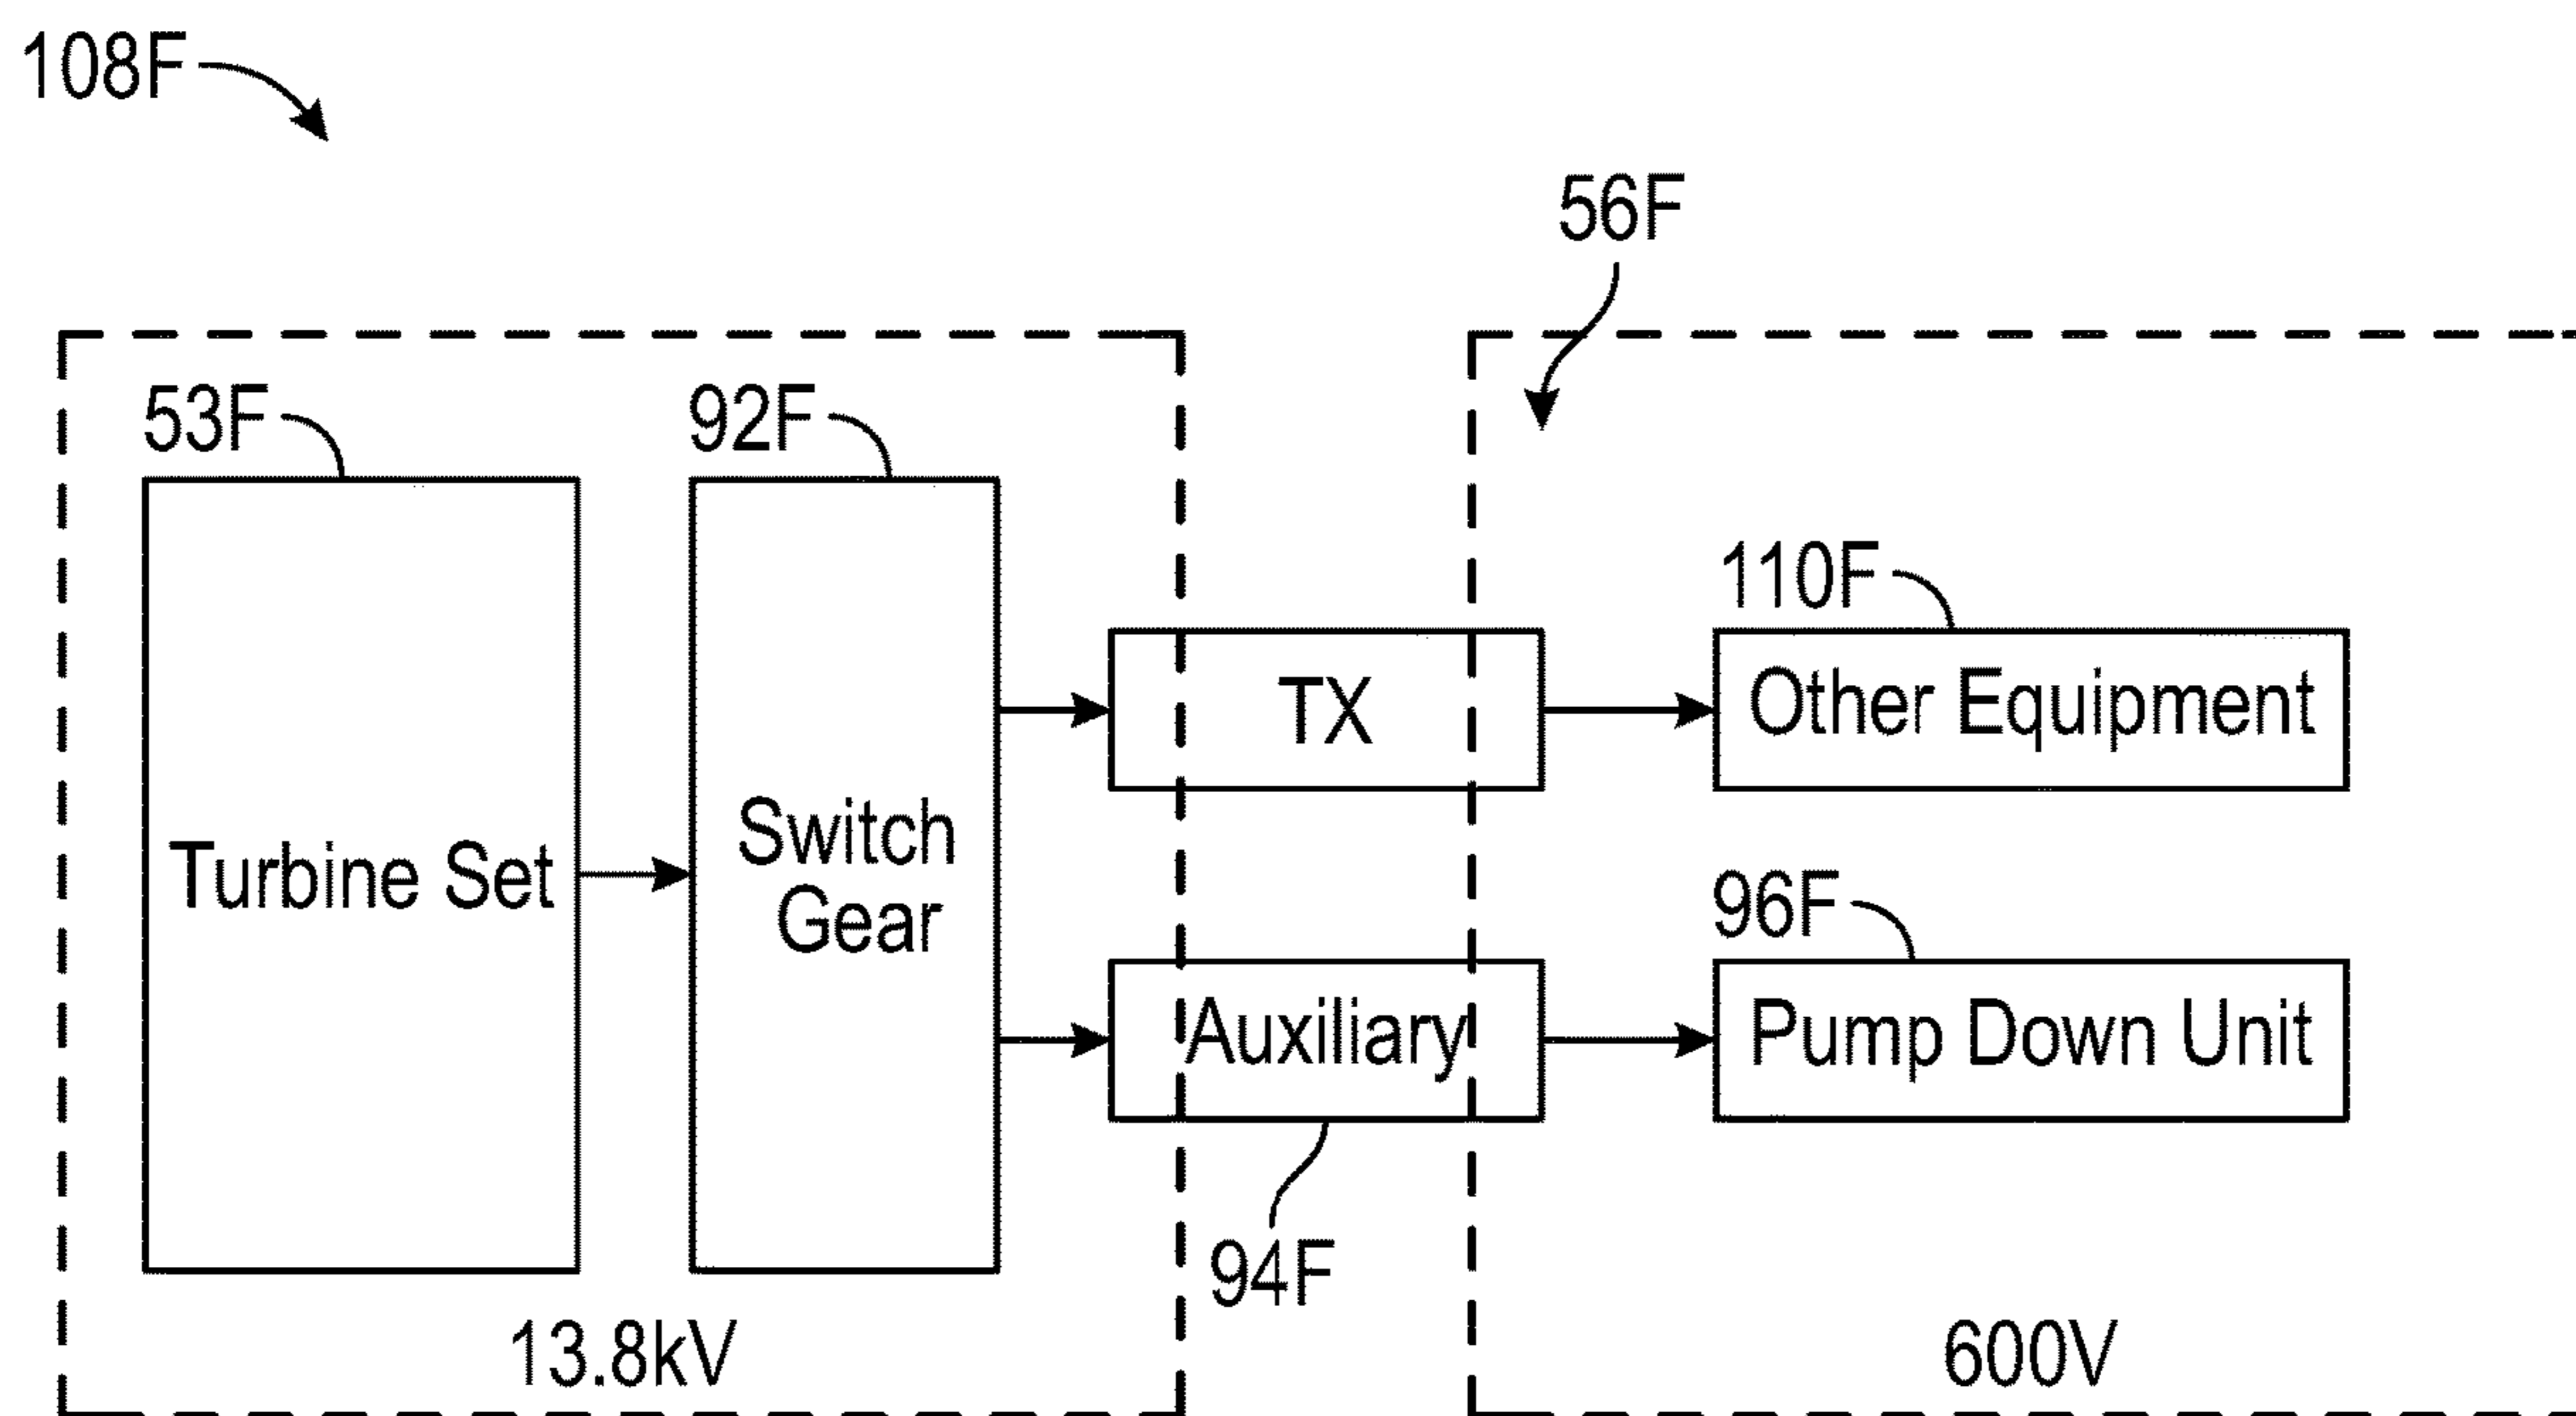 108F
56F
53F
92F
110F
TX
Other Equipment
Turbine Set
Switch
Gear
96F
Auxiliary
Pump Down Unit
94F
13.8kV
600V